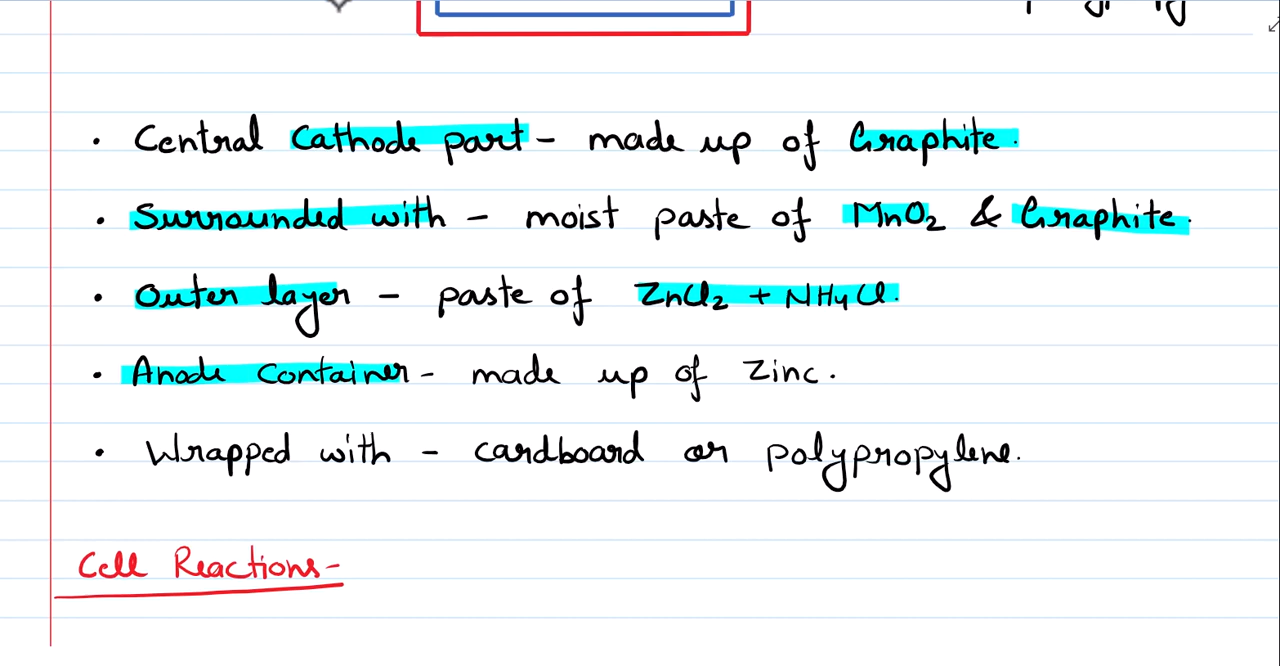 • Central Cathode part - made up of Graphite.
• Surrounded with - moist paste of MnO2 & Graphite.
• Outer layer - paste of ZnCl2 + NH4Cl.
• Anode Container - made up of Zinc.
• Wrapped with - cardboard or polypropylene.
Cell Reactions-